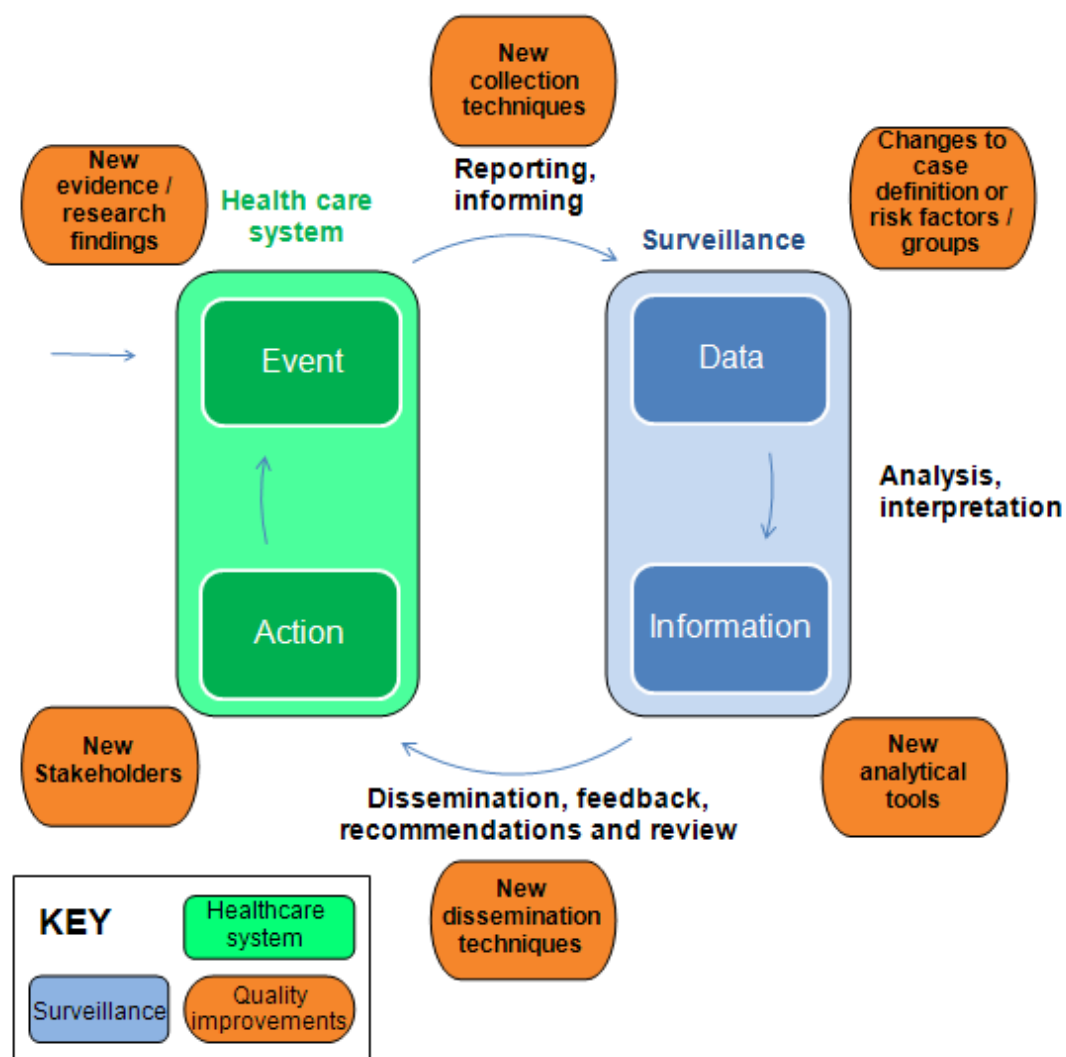 New
collection
techniques
New
evidence /
research
findings
Health care
system
Reporting,
informing
Surveillance
Changes to
case
definition or
risk factors /
groups
Event
Data
Analysis,
interpretation
Action
Information
New
Stakeholders
New
analytical
tools
Dissemination, feedback,
recommendations and review
New
dissemination
techniques
KEY
Healthcare
system
Surveillance
Quality
improvements